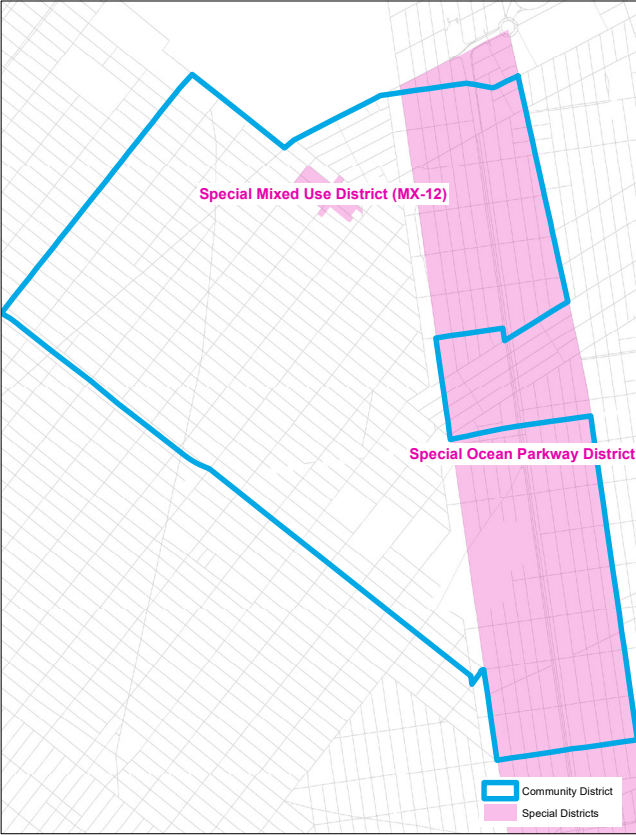 Special Mixed Use District (MX-12)
Special Ocean Parkway District
Community District
Special Districts